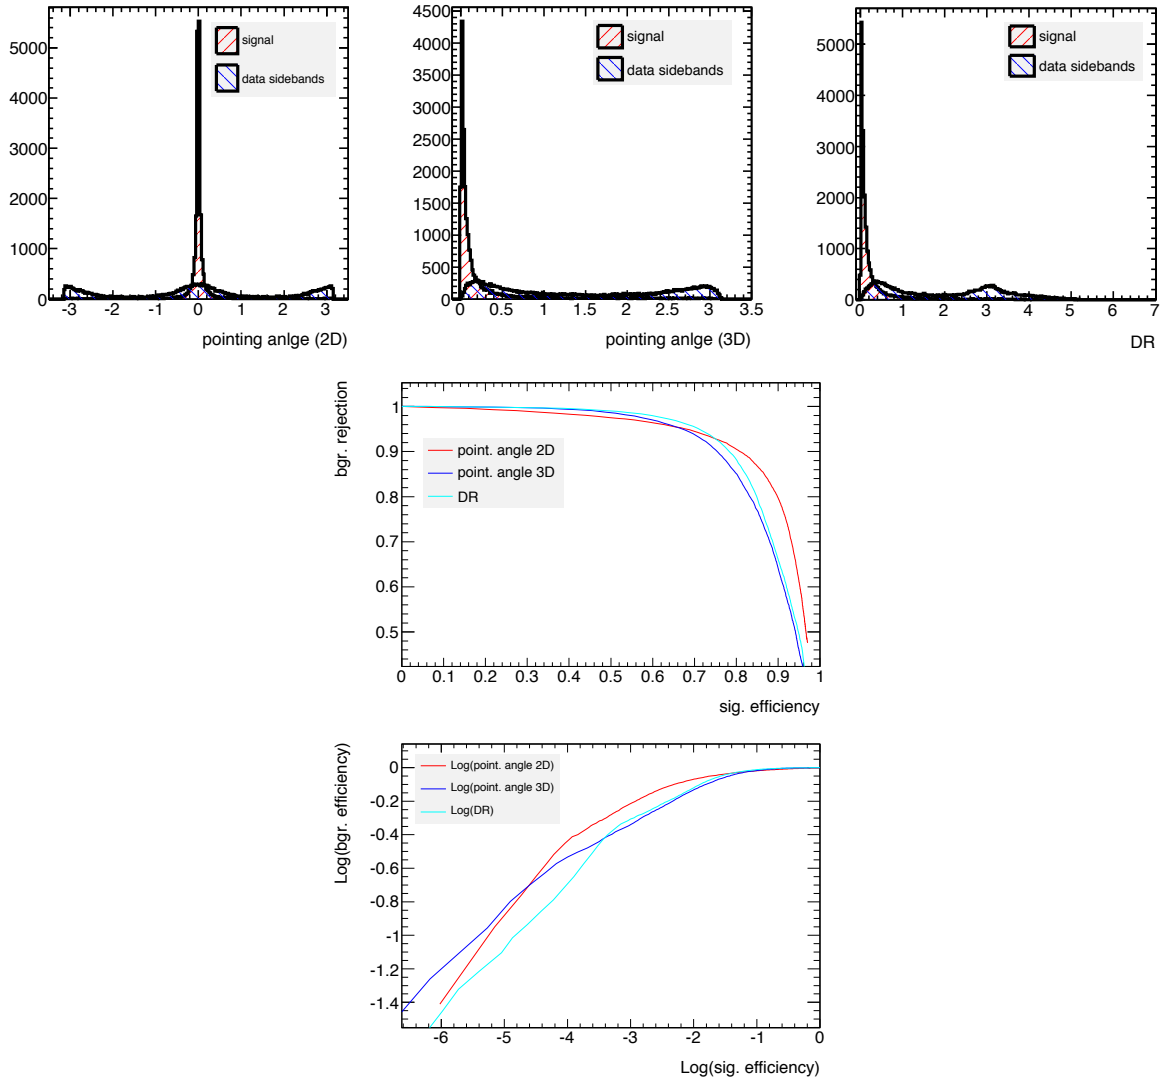 5000
4000
3000
2000
1000
0
-3 -2 -1 0 1 2 3
pointing anlge (2D)
signal
data sidebands
4500
4000
3500
3000
2500
2000
1500
1000
500
0
0 0.5 1 1.5 2 2.5 3 3.5
pointing anlge (3D)
signal
data sidebands
5000
4000
3000
2000
1000
0
0 1 2 3 4 5 6 7
DR
signal
data sidebands
bgr. rejection
1
0.9
0.8
0.7
0.6
0.5
point. angle 2D
point. angle 3D
DR
0 0.1 0.2 0.3 0.4 0.5 0.6 0.7 0.8 0.9 1
sig. efficiency
Log(bgr. efficiency)
0
-0.2
-0.4
-0.6
-0.8
-1
-1.2
-1.4
Log(point. angle 2D)
Log(point. angle 3D)
Log(DR)
-6 -5 -4 -3 -2 -1 0
Log(sig. efficiency)